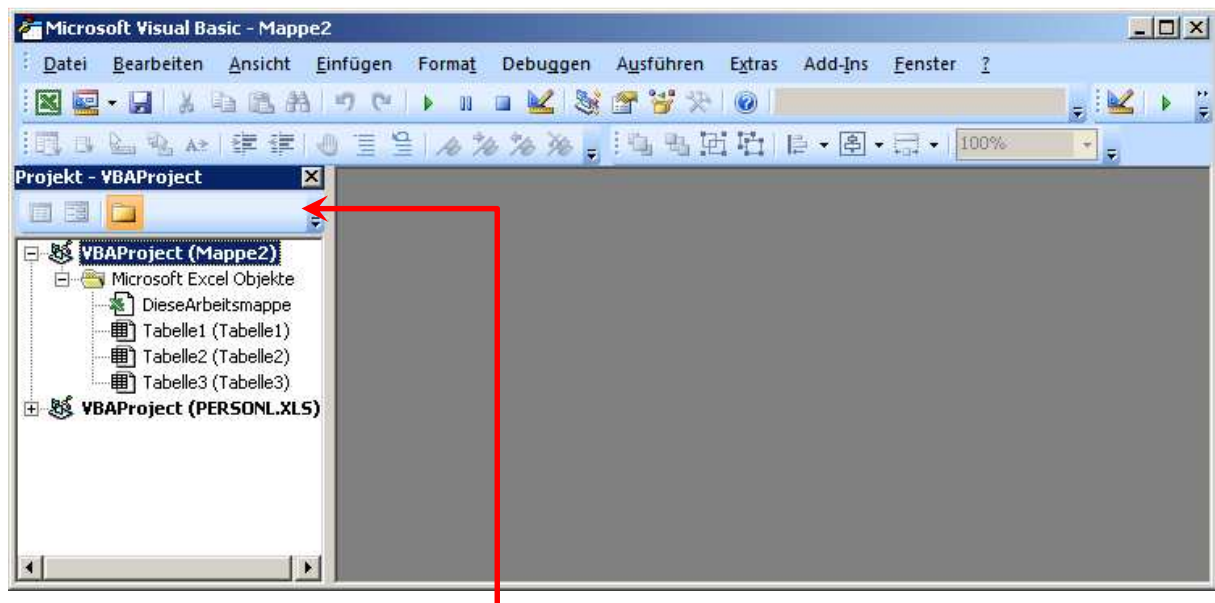 Microsoft Visual Basic - Mappe2
Datei Bearbeiten Ansicht Einfügen Format Debuggen Ausführen Extras Add-Ins Fenster ?
100%
Projekt - VBAProject
VBAProject (Mappe2)
Microsoft Excel Objekte
DieseArbeitsmappe
Tabelle1 (Tabelle1)
Tabelle2 (Tabelle2)
Tabelle3 (Tabelle3)
VBAProject (PERSONL.XLS)